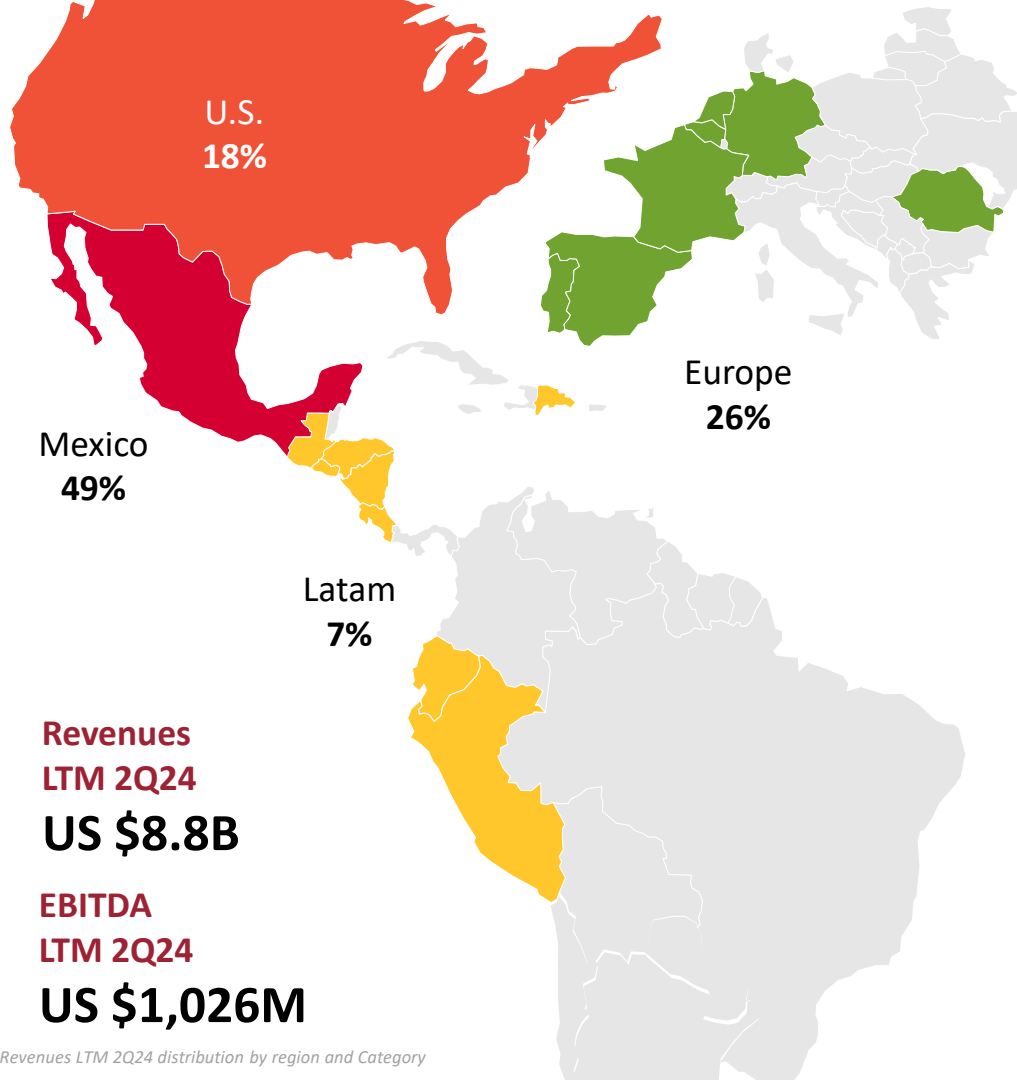 U.S.
18%
Europe
26%
Mexico
49%
Latam
7%
Revenues
LTM 2Q24
US $8.8B
EBITDA
LTM 2Q24
US $1,026M
Revenues LTM 2Q24 distribution by region and Category